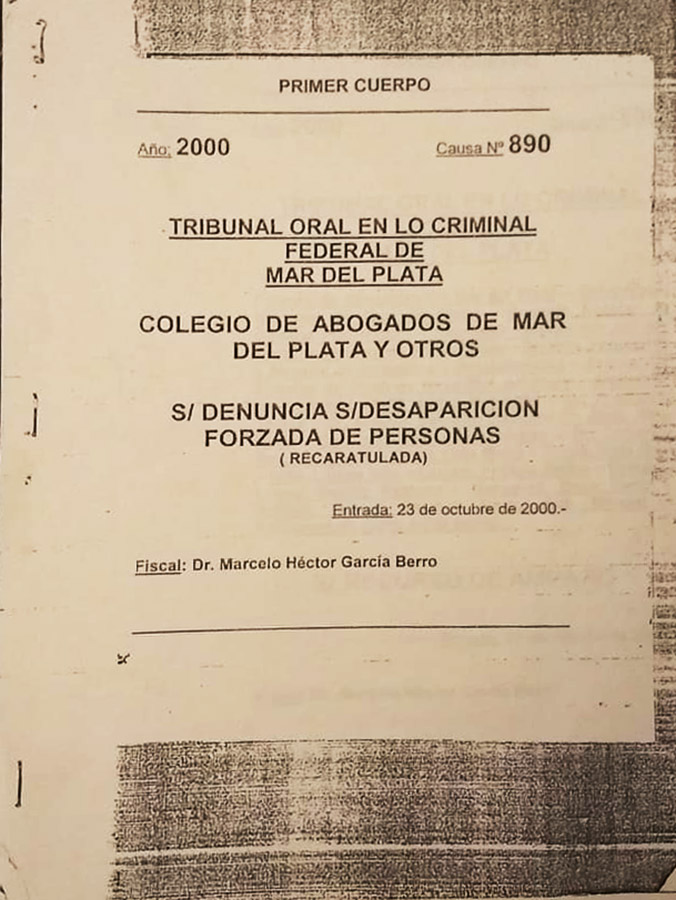 PRIMER CUERPO
Año: 2000 Causa Nº 890
TRIBUNAL ORAL EN LO CRIMINAL
FEDERAL DE
MAR DEL PLATA
COLEGIO DE ABOGADOS DE MAR
DEL PLATA Y OTROS
S/ DENUNCIA S/DESAPARICION
FORZADA DE PERSONAS
( RECARATULADA)
Entrada: 23 de octubre de 2000.-
Fiscal: Dr. Marcelo Héctor García Berro